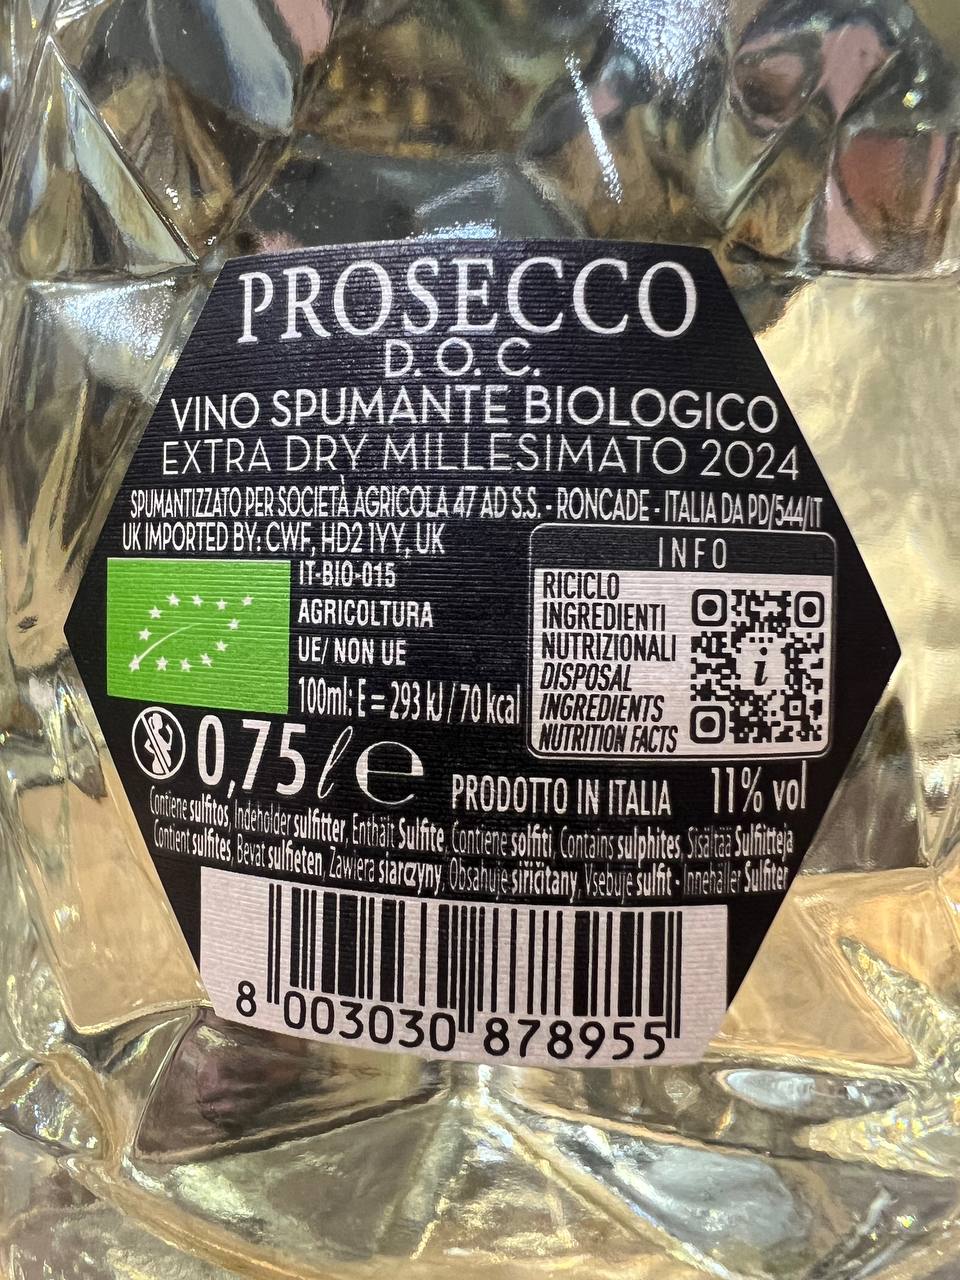 PROSECCO
D. O. C.
VINO SPUMANTE BIOLOGICO
EXTRA DRY MILLESIMATO 2024
SPUMANTIZZATO PER SOCIETÀ AGRICOLA 47 AD S.S. - RONCADE - ITALIA DA PD/544/IT
UK IMPORTED BY: CWF, HD2 1YY, UK
IT-BIO-015
AGRICOLTURA
UE/ NON UE
100ml: E = 293 kJ / 70 kcal
INFO
RICICLO
INGREDIENTI
NUTRIZIONALI
DISPOSAL
INGREDIENTS
NUTRITION FACTS
i
0,75 l e
PRODOTTO IN ITALIA 11% vol
Contiene sulfitos, Indeholder sulfitter, Enthält Sulfite, Contiene solfiti, Contains sulphites, Sisältää Sulfiitteja
Contient sulfites, Bevat sulfieten, Zawiera siarczyny, Obsahuje siřičitany, Vsebuje sulfit - Innehåller Sulfiter
8 003030 878955